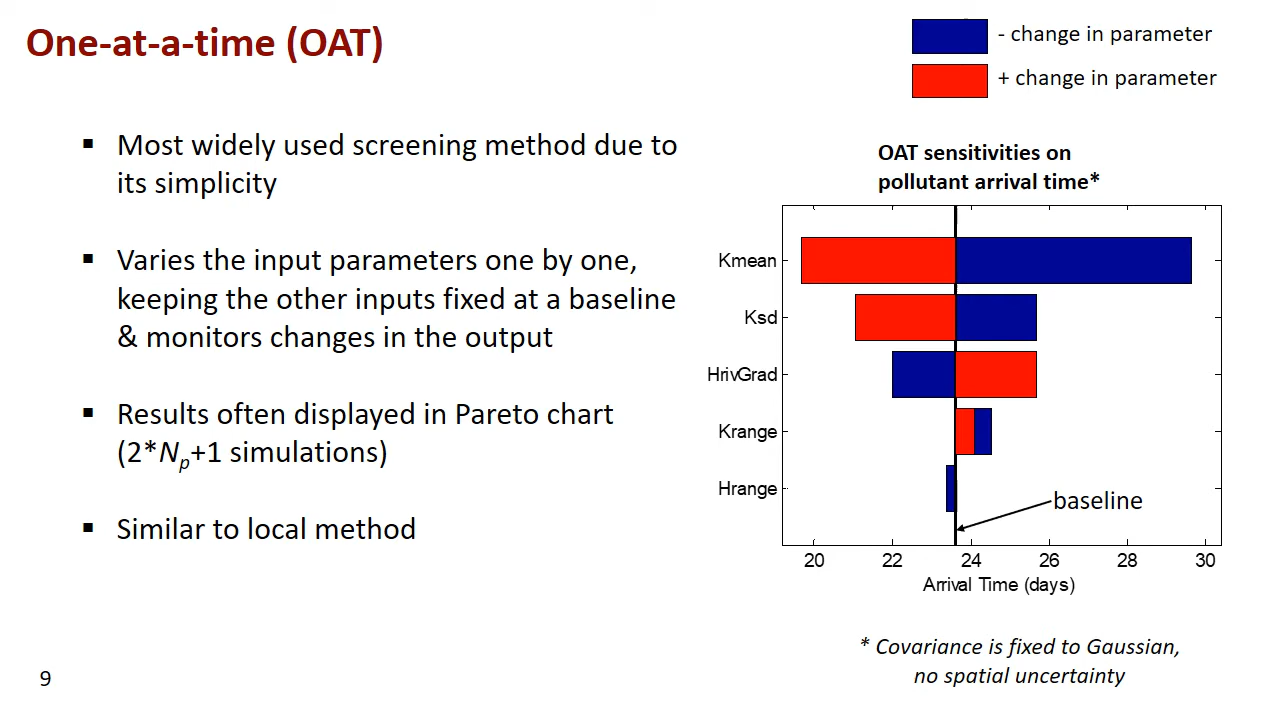 One-at-a-time (OAT)
- change in parameter
+ change in parameter
▪ Most widely used screening method due to
its simplicity
▪ Varies the input parameters one by one,
keeping the other inputs fixed at a baseline
& monitors changes in the output
▪ Results often displayed in Pareto chart
(2*Np+1 simulations)
▪ Similar to local method
OAT sensitivities on
pollutant arrival time*
Kmean
Ksd
HrivGrad
Krange
Hrange
baseline
20 22 24 26 28 30
Arrival Time (days)
* Covariance is fixed to Gaussian,
no spatial uncertainty
9